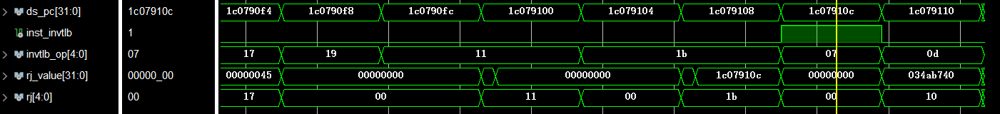 ds_pc[31:0] 1c07910c 1c0790f4 1c0790f8 1c0790fc 1c079100 1c079104 1c079108 1c07910c 1c079110
inst_invtlb 1
invtlb_op[4:0] 07 17 19 11 1b 07 0d
rj_value[31:0] 00000_00 00000045 00000000 00000000 1c07910c 00000000 034ab740
rj[4:0] 00 17 00 11 00 1b 00 10